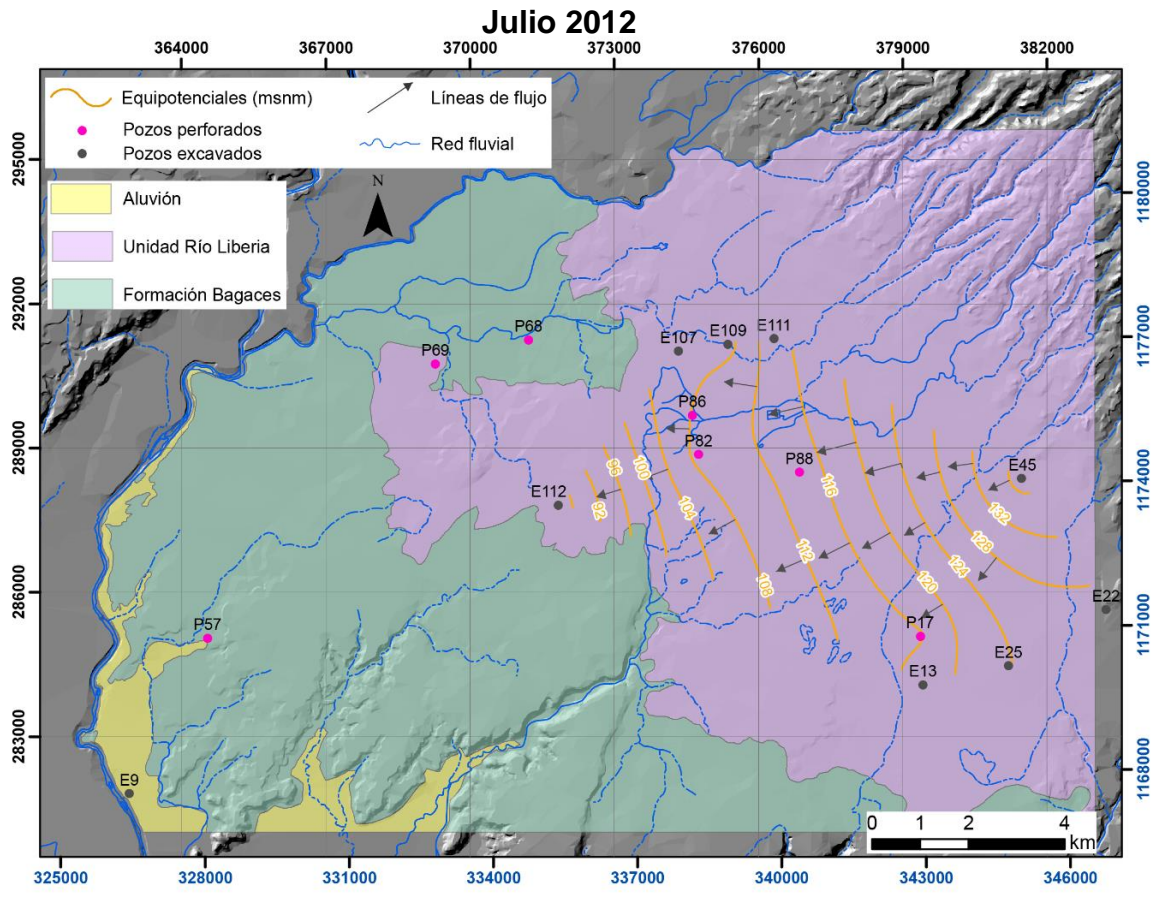 Julio 2012
364000 367000 370000 373000 376000 379000 382000
Equipotenciales (msnm)
Líneas de flujo
Pozos perforados
Red fluvial
Pozos excavados
Aluvión
Unidad Río Liberia
Formación Bagaces
N
295000
292000
289000
286000
283000
1180000
1177000
1174000
1171000
1168000
P68
P69
E107
E109
E111
P86
P82
P88
E45
E112
E22
P57
P17
E25
E13
E9
92
96
100
104
108
112
116
120
124
128
132
0 1 2 4
km
325000 328000 331000 334000 337000 340000 343000 346000